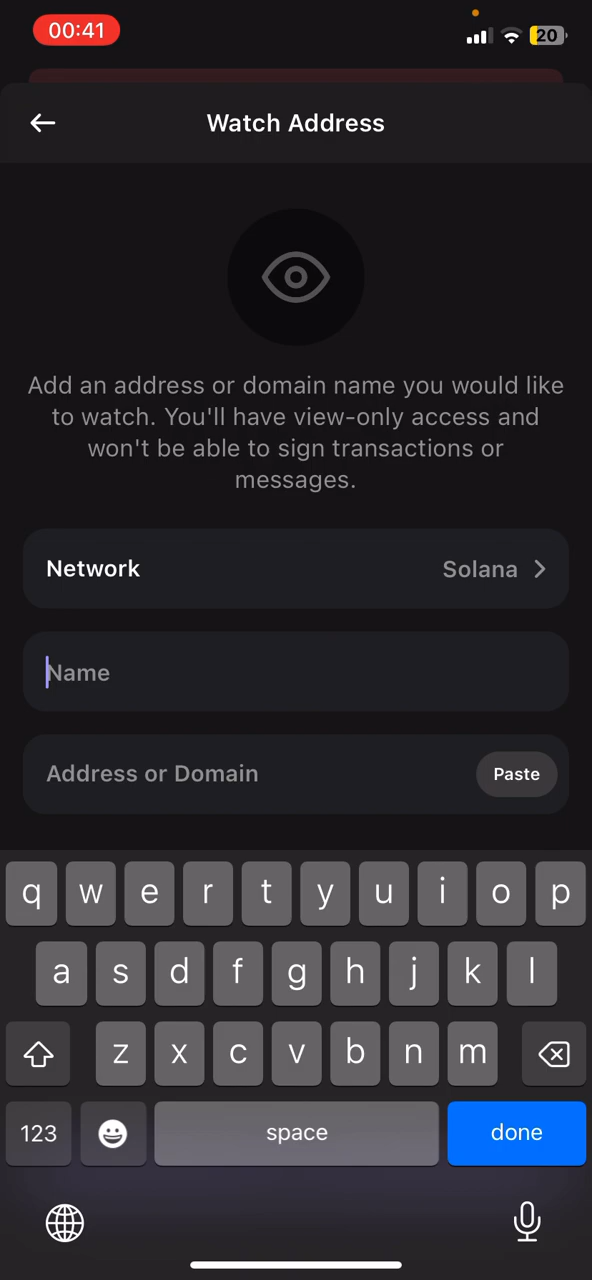 00:41
20
Watch Address
Add an address or domain name you would like
to watch. You'll have view-only access and
won't be able to sign transactions or
messages.
Network Solana
Name
Address or Domain Paste
q w e r t y u i o p
a s d f g h j k l
z x c v b n m
123 space done